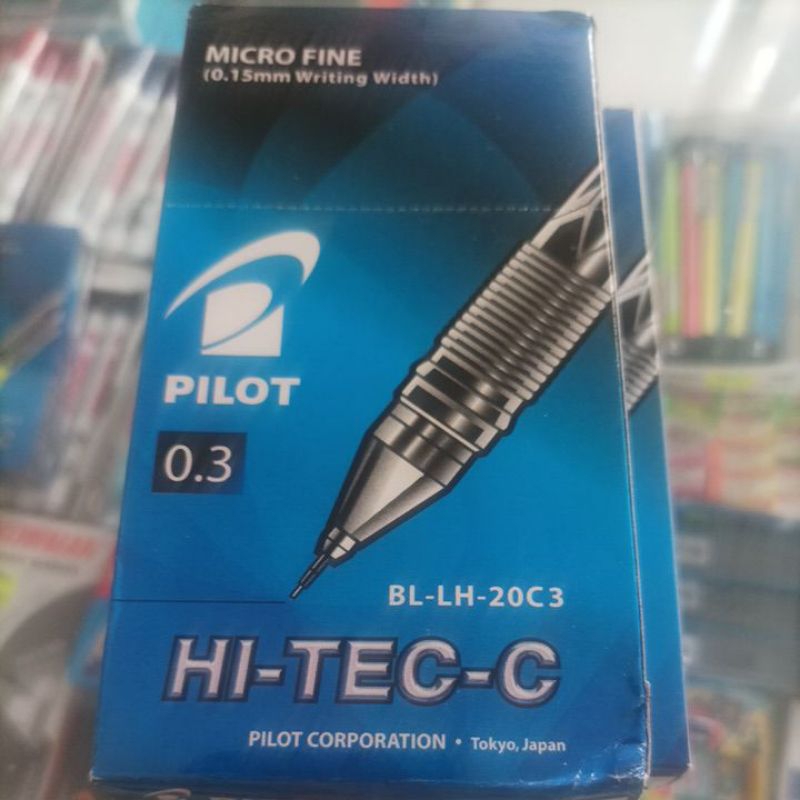 MICRO FINE
(0.15mm Writing Width)
PILOT
0.3
BL-LH-20C3
HI-TEC-C
PILOT CORPORATION • Tokyo, Japan